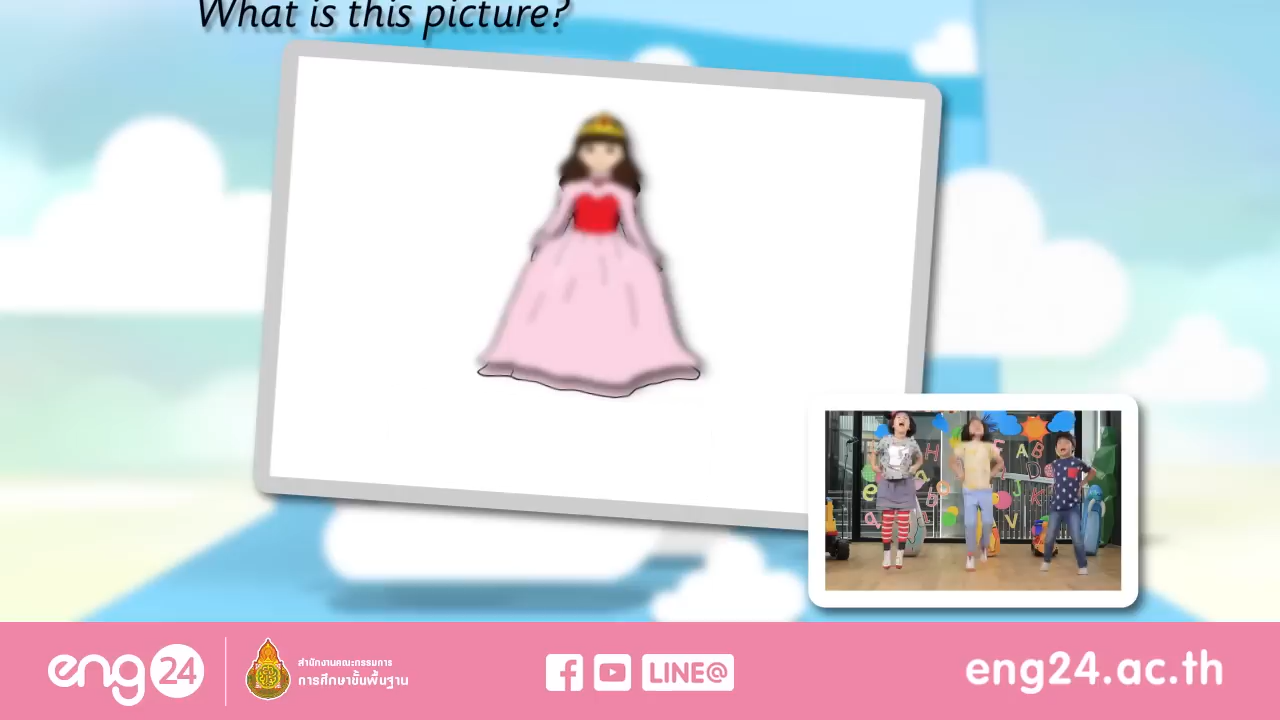 What is this picture?
eng24
สำนักงานคณะกรรมการ
การศึกษาขั้นพื้นฐาน
LINE@
eng24.ac.th